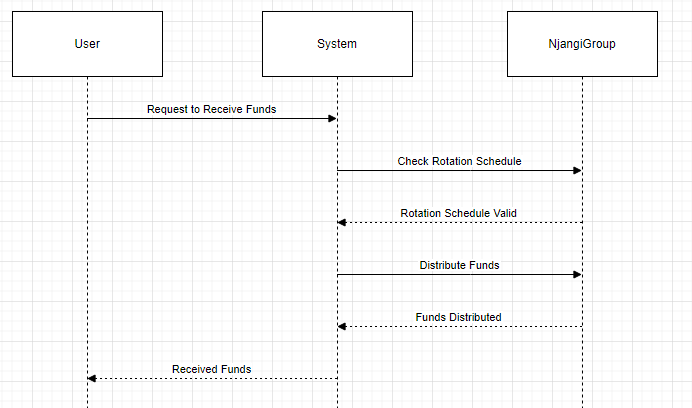 User
System
NjangiGroup
Request to Receive Funds
Check Rotation Schedule
Rotation Schedule Valid
Distribute Funds
Funds Distributed
Received Funds